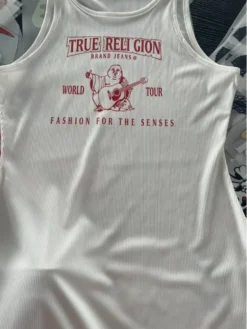 TRUE RELIGION
BRAND JEANS®
WORLD TOUR
FASHION FOR THE SENSES